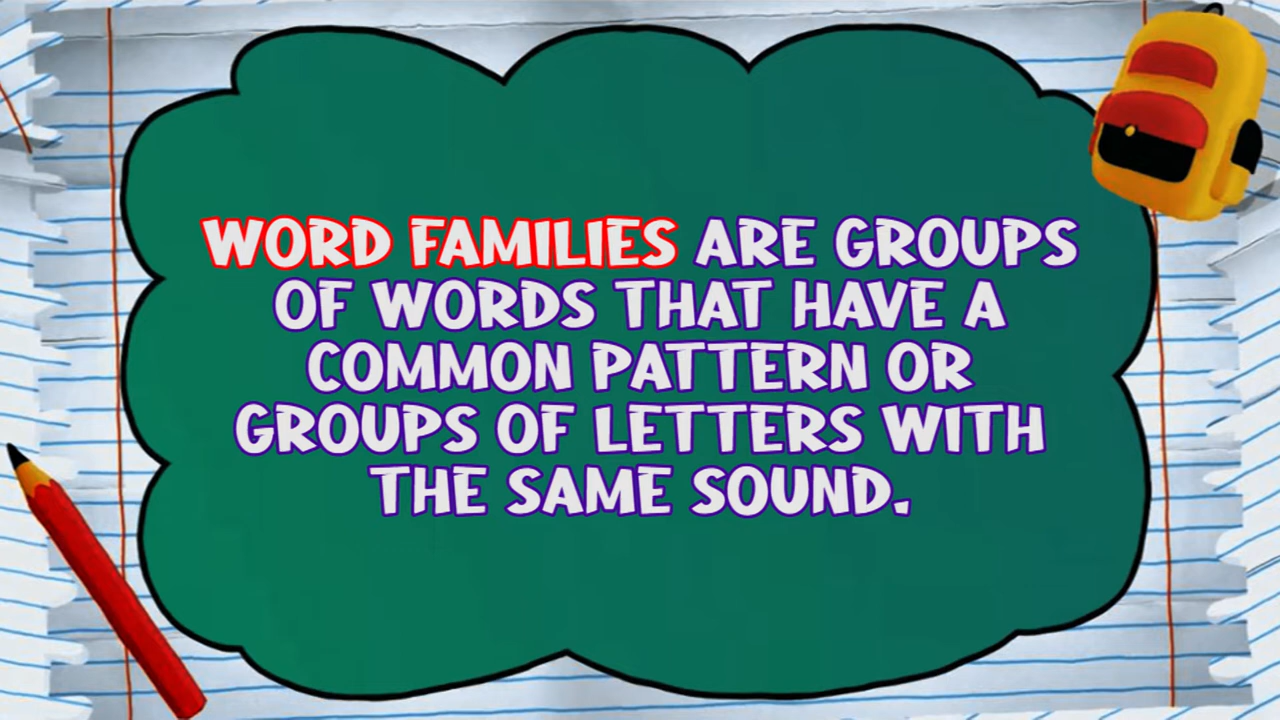 WORD FAMILIES ARE GROUPS
OF WORDS THAT HAVE A
COMMON PATTERN OR
GROUPS OF LETTERS WITH
THE SAME SOUND.